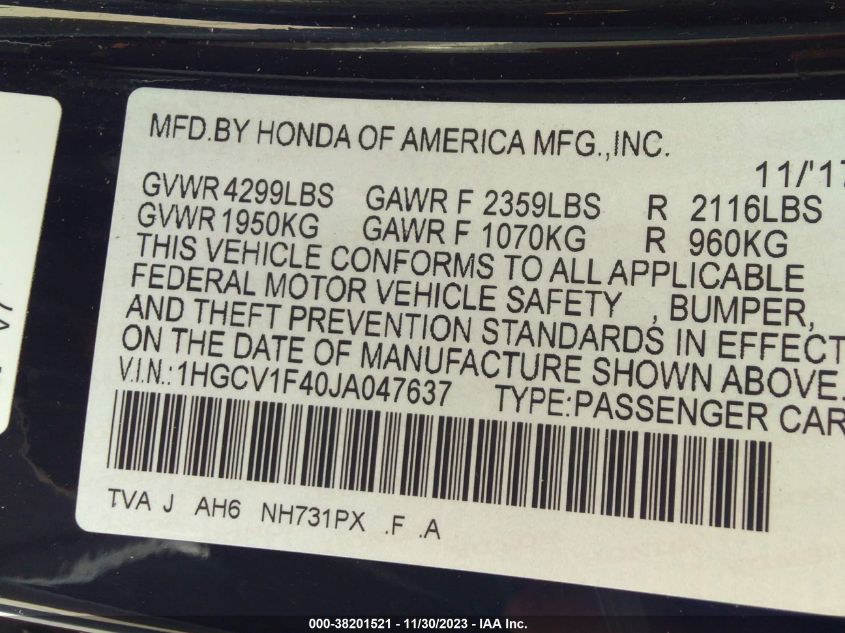 MFD.BY HONDA OF AMERICA MFG.,INC.
11/'17
GVWR 4299LBS GAWR F 2359LBS R 2116LBS
GVWR 1950KG GAWR F 1070KG R 960KG
THIS VEHICLE CONFORMS TO ALL APPLICABLE
FEDERAL MOTOR VEHICLE SAFETY , BUMPER,
AND THEFT PREVENTION STANDARDS IN EFFECT
ON THE DATE OF MANUFACTURE SHOWN ABOVE.
V.I.N.:1HGCV1F40JA047637 TYPE:PASSENGER CAR
TVA J AH6 NH731PX .F .A
000-38201521 - 11/30/2023 - IAA Inc.